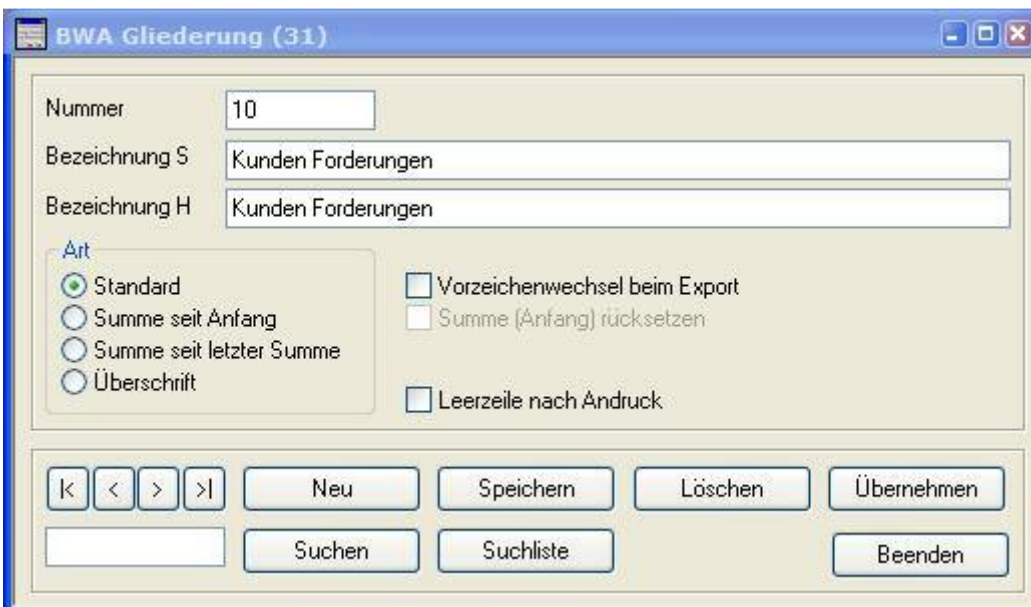 BWA Gliederung (31)
Nummer 10
Bezeichnung S Kunden Forderungen
Bezeichnung H Kunden Forderungen
Art
Standard
Vorzeichenwechsel beim Export
Summe seit Anfang
Summe (Anfang) rücksetzen
Summe seit letzter Summe
Überschrift
Leerzeile nach Andruck
|< < > >| Neu Speichern Löschen Übernehmen
Suchen Suchliste Beenden